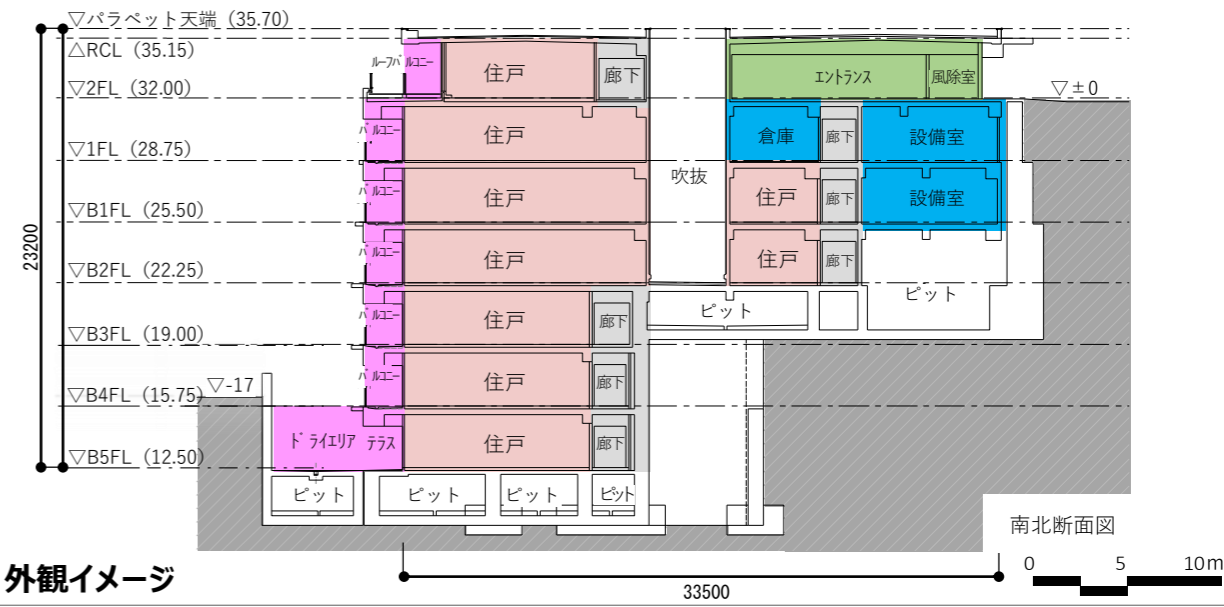 ▽パラペット天端（35.70）
△RCL（35.15）
ルーフバルコニー
住戸
廊下
エントランス
風除室
▽2FL（32.00）
▽±0
バルコニー
住戸
倉庫
廊下
設備室
▽1FL（28.75）
吹抜
バルコニー
住戸
住戸
廊下
設備室
▽B1FL（25.50）
バルコニー
住戸
住戸
廊下
23200
▽B2FL（22.25）
ピット
バルコニー
住戸
廊下
ピット
▽B3FL（19.00）
バルコニー
住戸
廊下
▽-17
▽B4FL（15.75）
ドライエリア テラス
住戸
廊下
▽B5FL（12.50）
ピット
ピット
ピット
ピット
南北断面図
0 5 10m
外観イメージ
33500